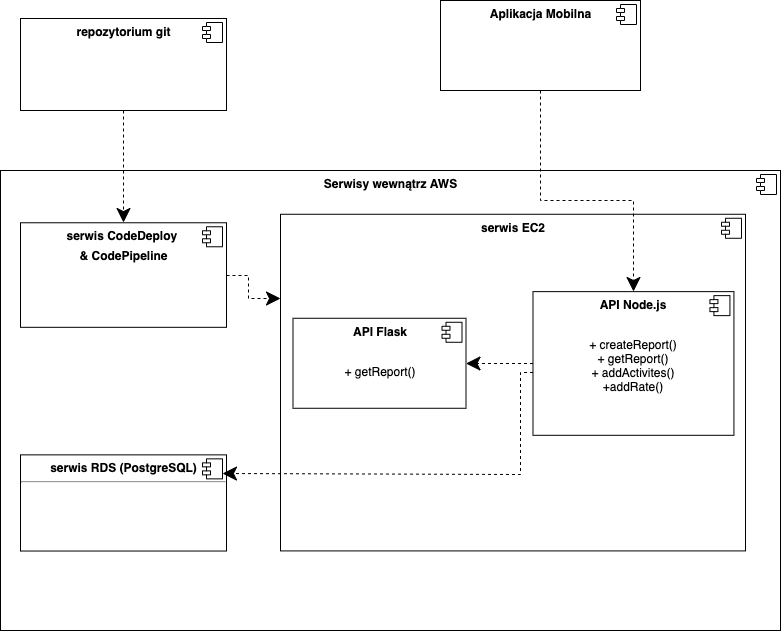 repozytorium git
Aplikacja Mobilna
Serwisy wewnątrz AWS
serwis CodeDeploy
& CodePipeline
serwis EC2
API Flask
+ getReport()
API Node.js
+ createReport()
+ getReport()
+ addActivites()
+addRate()
serwis RDS (PostgreSQL)